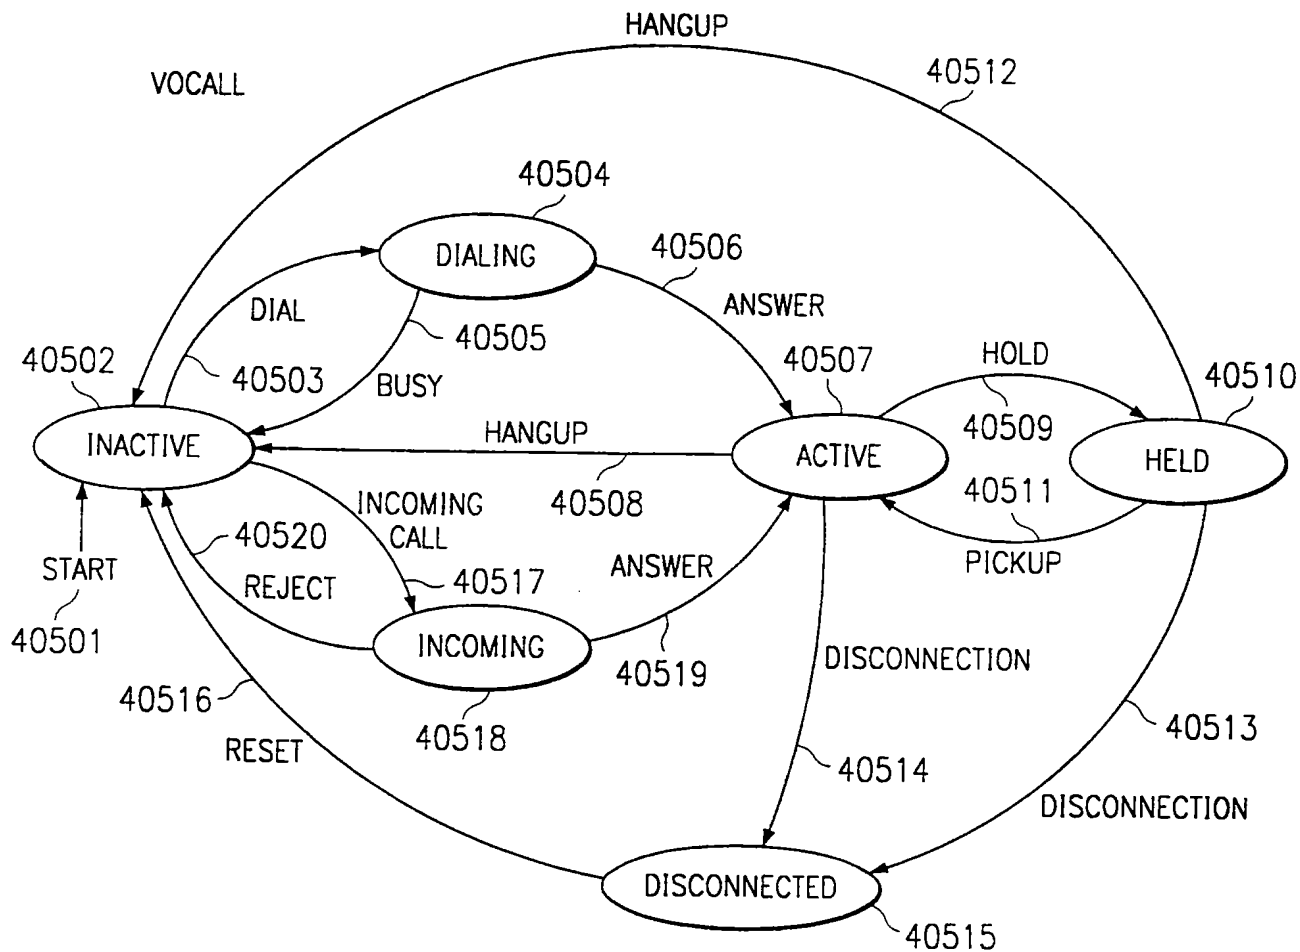 HANGUP
VOCALL
40512
40504
DIALING
40506
DIAL
ANSWER
40505
40502
40503
BUSY
40507
HOLD
40510
INACTIVE
HANGUP
ACTIVE
40509
HELD
40508
40511
INCOMING
CALL
40520
START
REJECT
40517
ANSWER
PICKUP
40501
INCOMING
40519
DISCONNECTION
40516
40518
RESET
40514
40513
DISCONNECTION
DISCONNECTED
40515